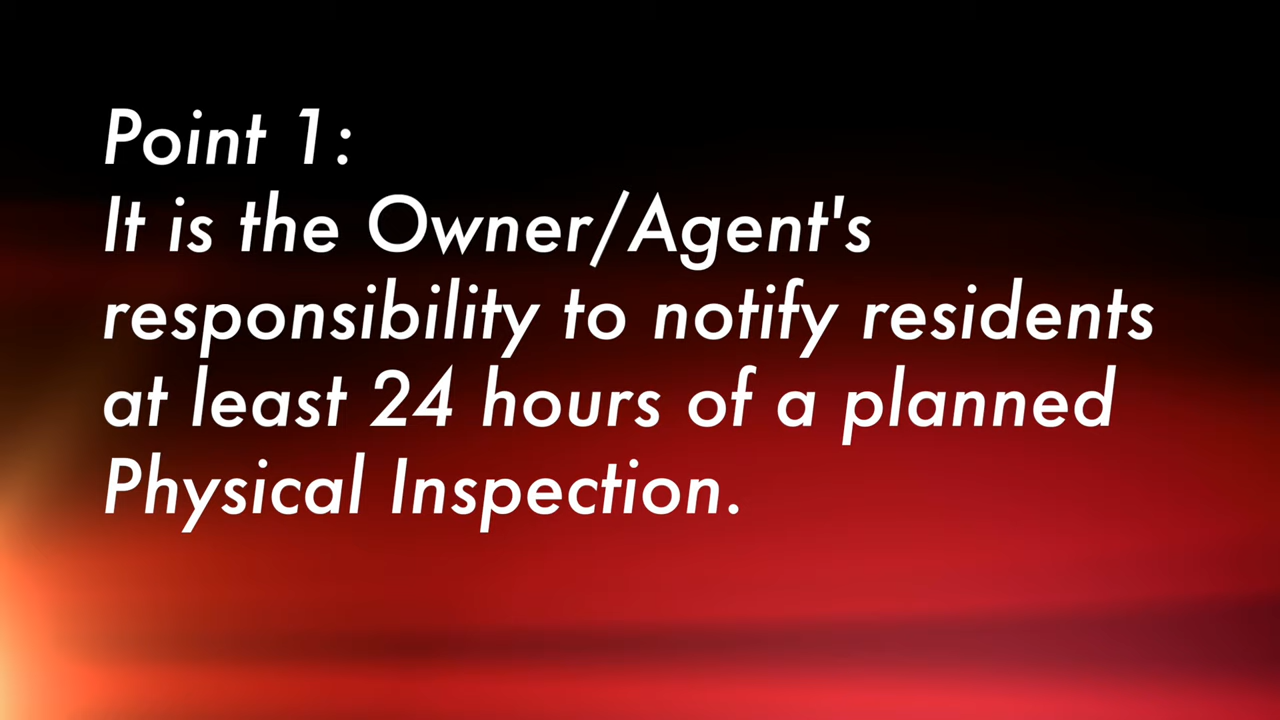 Point 1:
It is the Owner/Agent's
responsibility to notify residents
at least 24 hours of a planned
Physical Inspection.